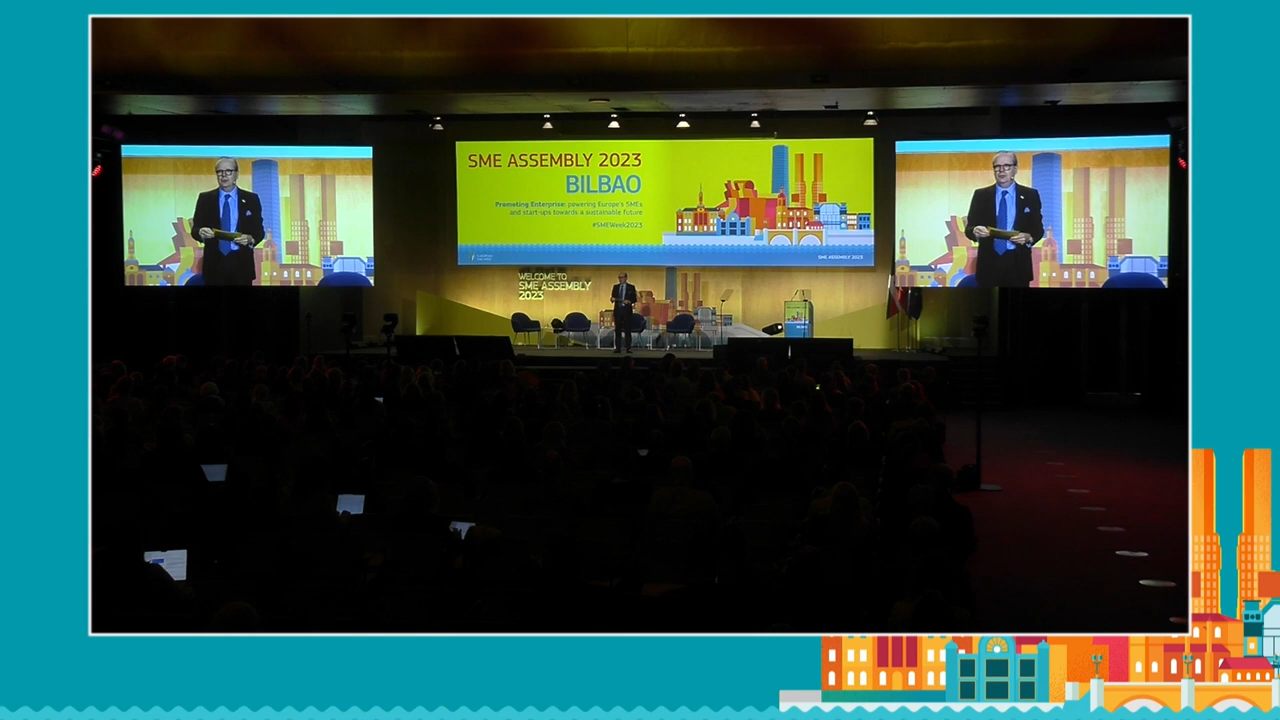 SME ASSEMBLY 2023
BILBAO
Promoting Enterprise: powering Europe's SMEs
and start-ups towards a sustainable future
#SMEWeek2023
SME ASSEMBLY 2023
WELCOME TO
SME ASSEMBLY
2023